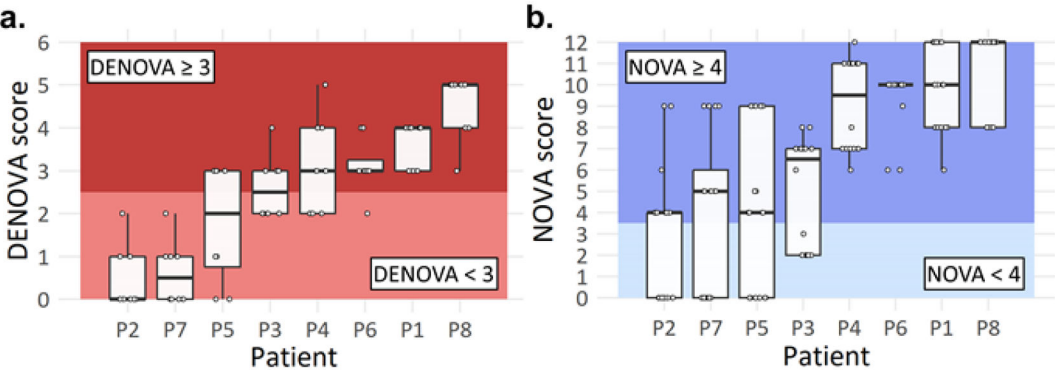 a.
DENOVA score
6
5
4
3
2
1
0
DENOVA ≥ 3
DENOVA < 3
P2 P7 P5 P3 P4 P6 P1 P8
Patient
b.
NOVA score
12
11
10
9
8
7
6
5
4
3
2
1
0
NOVA ≥ 4
NOVA < 4
P2 P7 P5 P3 P4 P6 P1 P8
Patient